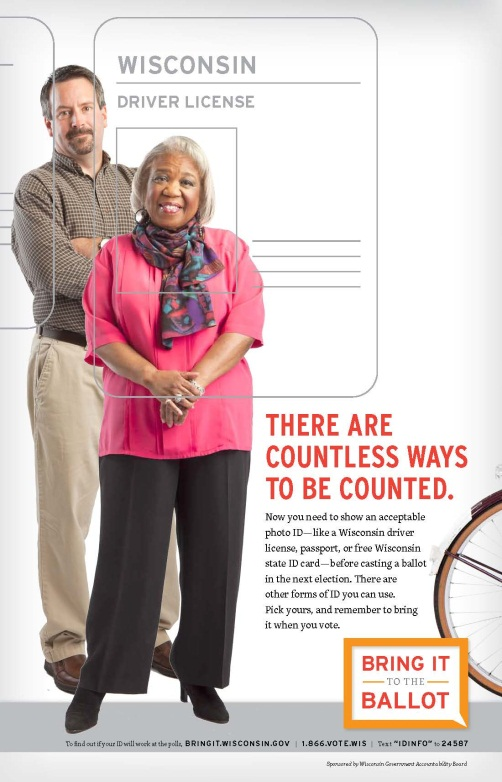 WISCONSIN
DRIVER LICENSE
THERE ARE
COUNTLESS WAYS
TO BE COUNTED.
Now you need to show an acceptable
photo ID—like a Wisconsin driver
license, passport, or free Wisconsin
state ID card—before casting a ballot
in the next election. There are
other forms of ID you can use.
Pick yours, and remember to bring
it when you vote.
BRING IT
TO THE
BALLOT
To find out if your ID will work at the polls, BRINGIT.WISCONSIN.GOV | 1.866.VOTE.WIS | Text "IDINFO" to 24587
Sponsored by Wisconsin Government Accountability Board